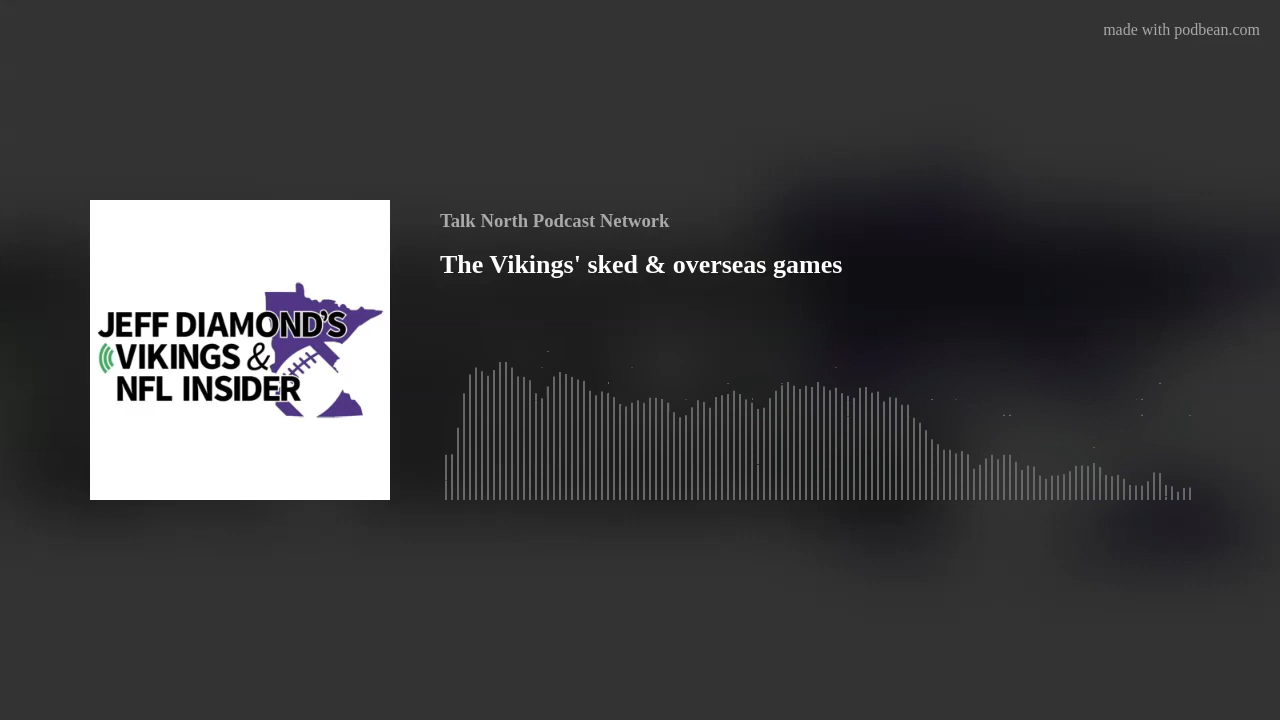 made with podbean.com
Talk North Podcast Network
The Vikings' sked & overseas games
JEFF DIAMOND'S
VIKINGS &
NFL INSIDER